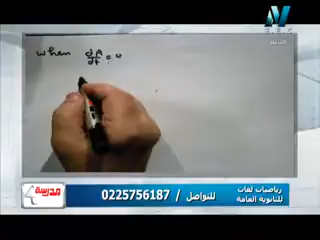 when dA/dt = 0
رياضيات لغات
للثانوية العامة
للتواصل / 0225756187
مدرسة